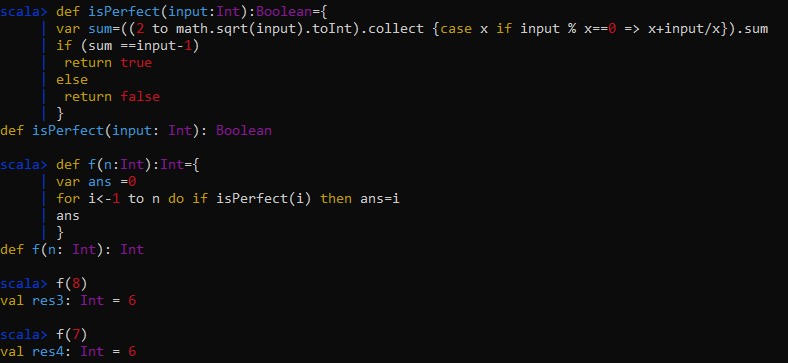 scala> def isPerfect(input:Int):Boolean={
     | var sum=((2 to math.sqrt(input).toInt).collect {case x if input % x==0 => x+input/x}).sum
     | if (sum ==input-1)
     |  return true
     | else
     |  return false
     | }
def isPerfect(input: Int): Boolean

scala> def f(n:Int):Int={
     | var ans =0
     | for i<-1 to n do if isPerfect(i) then ans=i
     | ans
     | }
def f(n: Int): Int

scala> f(8)
val res3: Int = 6

scala> f(7)
val res4: Int = 6